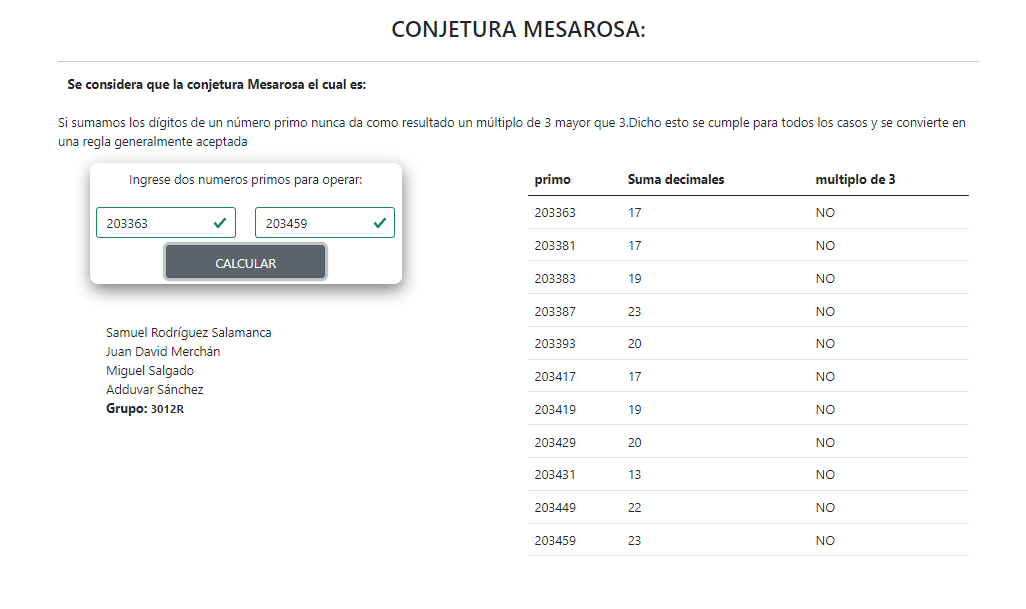 CONJETURA MESAROSA:
Se considera que la conjetura Mesarosa el cual es:
Si sumamos los dígitos de un número primo nunca da como resultado un múltiplo de 3 mayor que 3.Dicho esto se cumple para todos los casos y se convierte en
una regla generalmente aceptada
Ingrese dos numeros primos para operar:
203363 203459
CALCULAR
Samuel Rodríguez Salamanca
Juan David Merchán
Miguel Salgado
Adduvar Sánchez
Grupo: 3012R
primo Suma decimales multiplo de 3
203363 17 NO
203381 17 NO
203383 19 NO
203387 23 NO
203393 20 NO
203417 17 NO
203419 19 NO
203429 20 NO
203431 13 NO
203449 22 NO
203459 23 NO